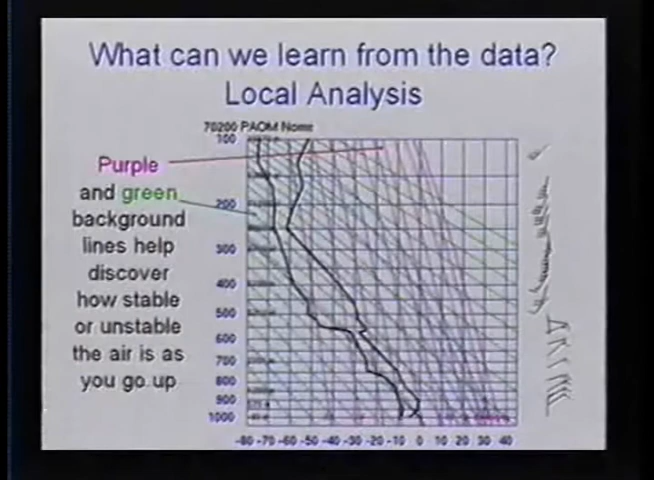 What can we learn from the data?
Local Analysis
70200 PAOM Nome
Purple
and green
background
lines help
discover
how stable
or unstable
the air is as
you go up
100
200
300
400
500
600
700
800
900
1000
-80 -70 -60 -50 -40 -30 -20 -10 0 10 20 30 40